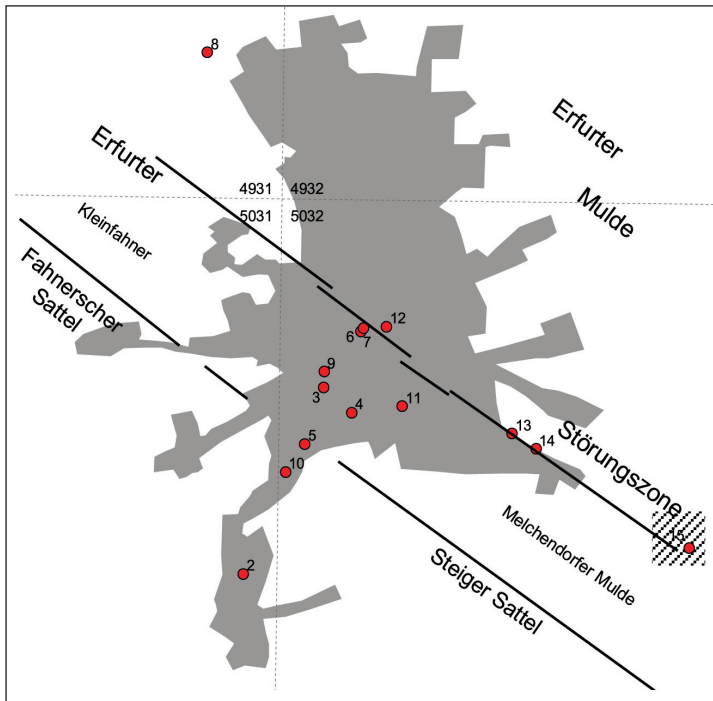 8
Erfurter
Erfurter
4931 4932
Mulde
Kleinfahner
5031 5032
Fahnerscher
Sattel
12
6
7
9
3
4
11
13
Störungszone
5
14
10
Melchendorfer Mulde
15
Steiger Sattel
2